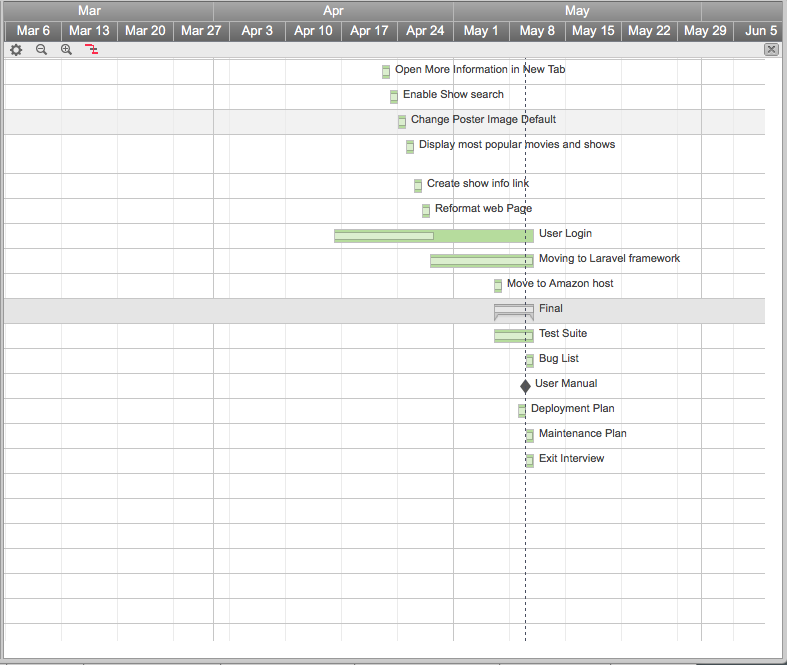 Mar Apr May
Mar 6 Mar 13 Mar 20 Mar 27 Apr 3 Apr 10 Apr 17 Apr 24 May 1 May 8 May 15 May 22 May 29 Jun 5
Open More Information in New Tab
Enable Show search
Change Poster Image Default
Display most popular movies and shows
Create show info link
Reformat web Page
User Login
Moving to Laravel framework
Move to Amazon host
Final
Test Suite
Bug List
User Manual
Deployment Plan
Maintenance Plan
Exit Interview